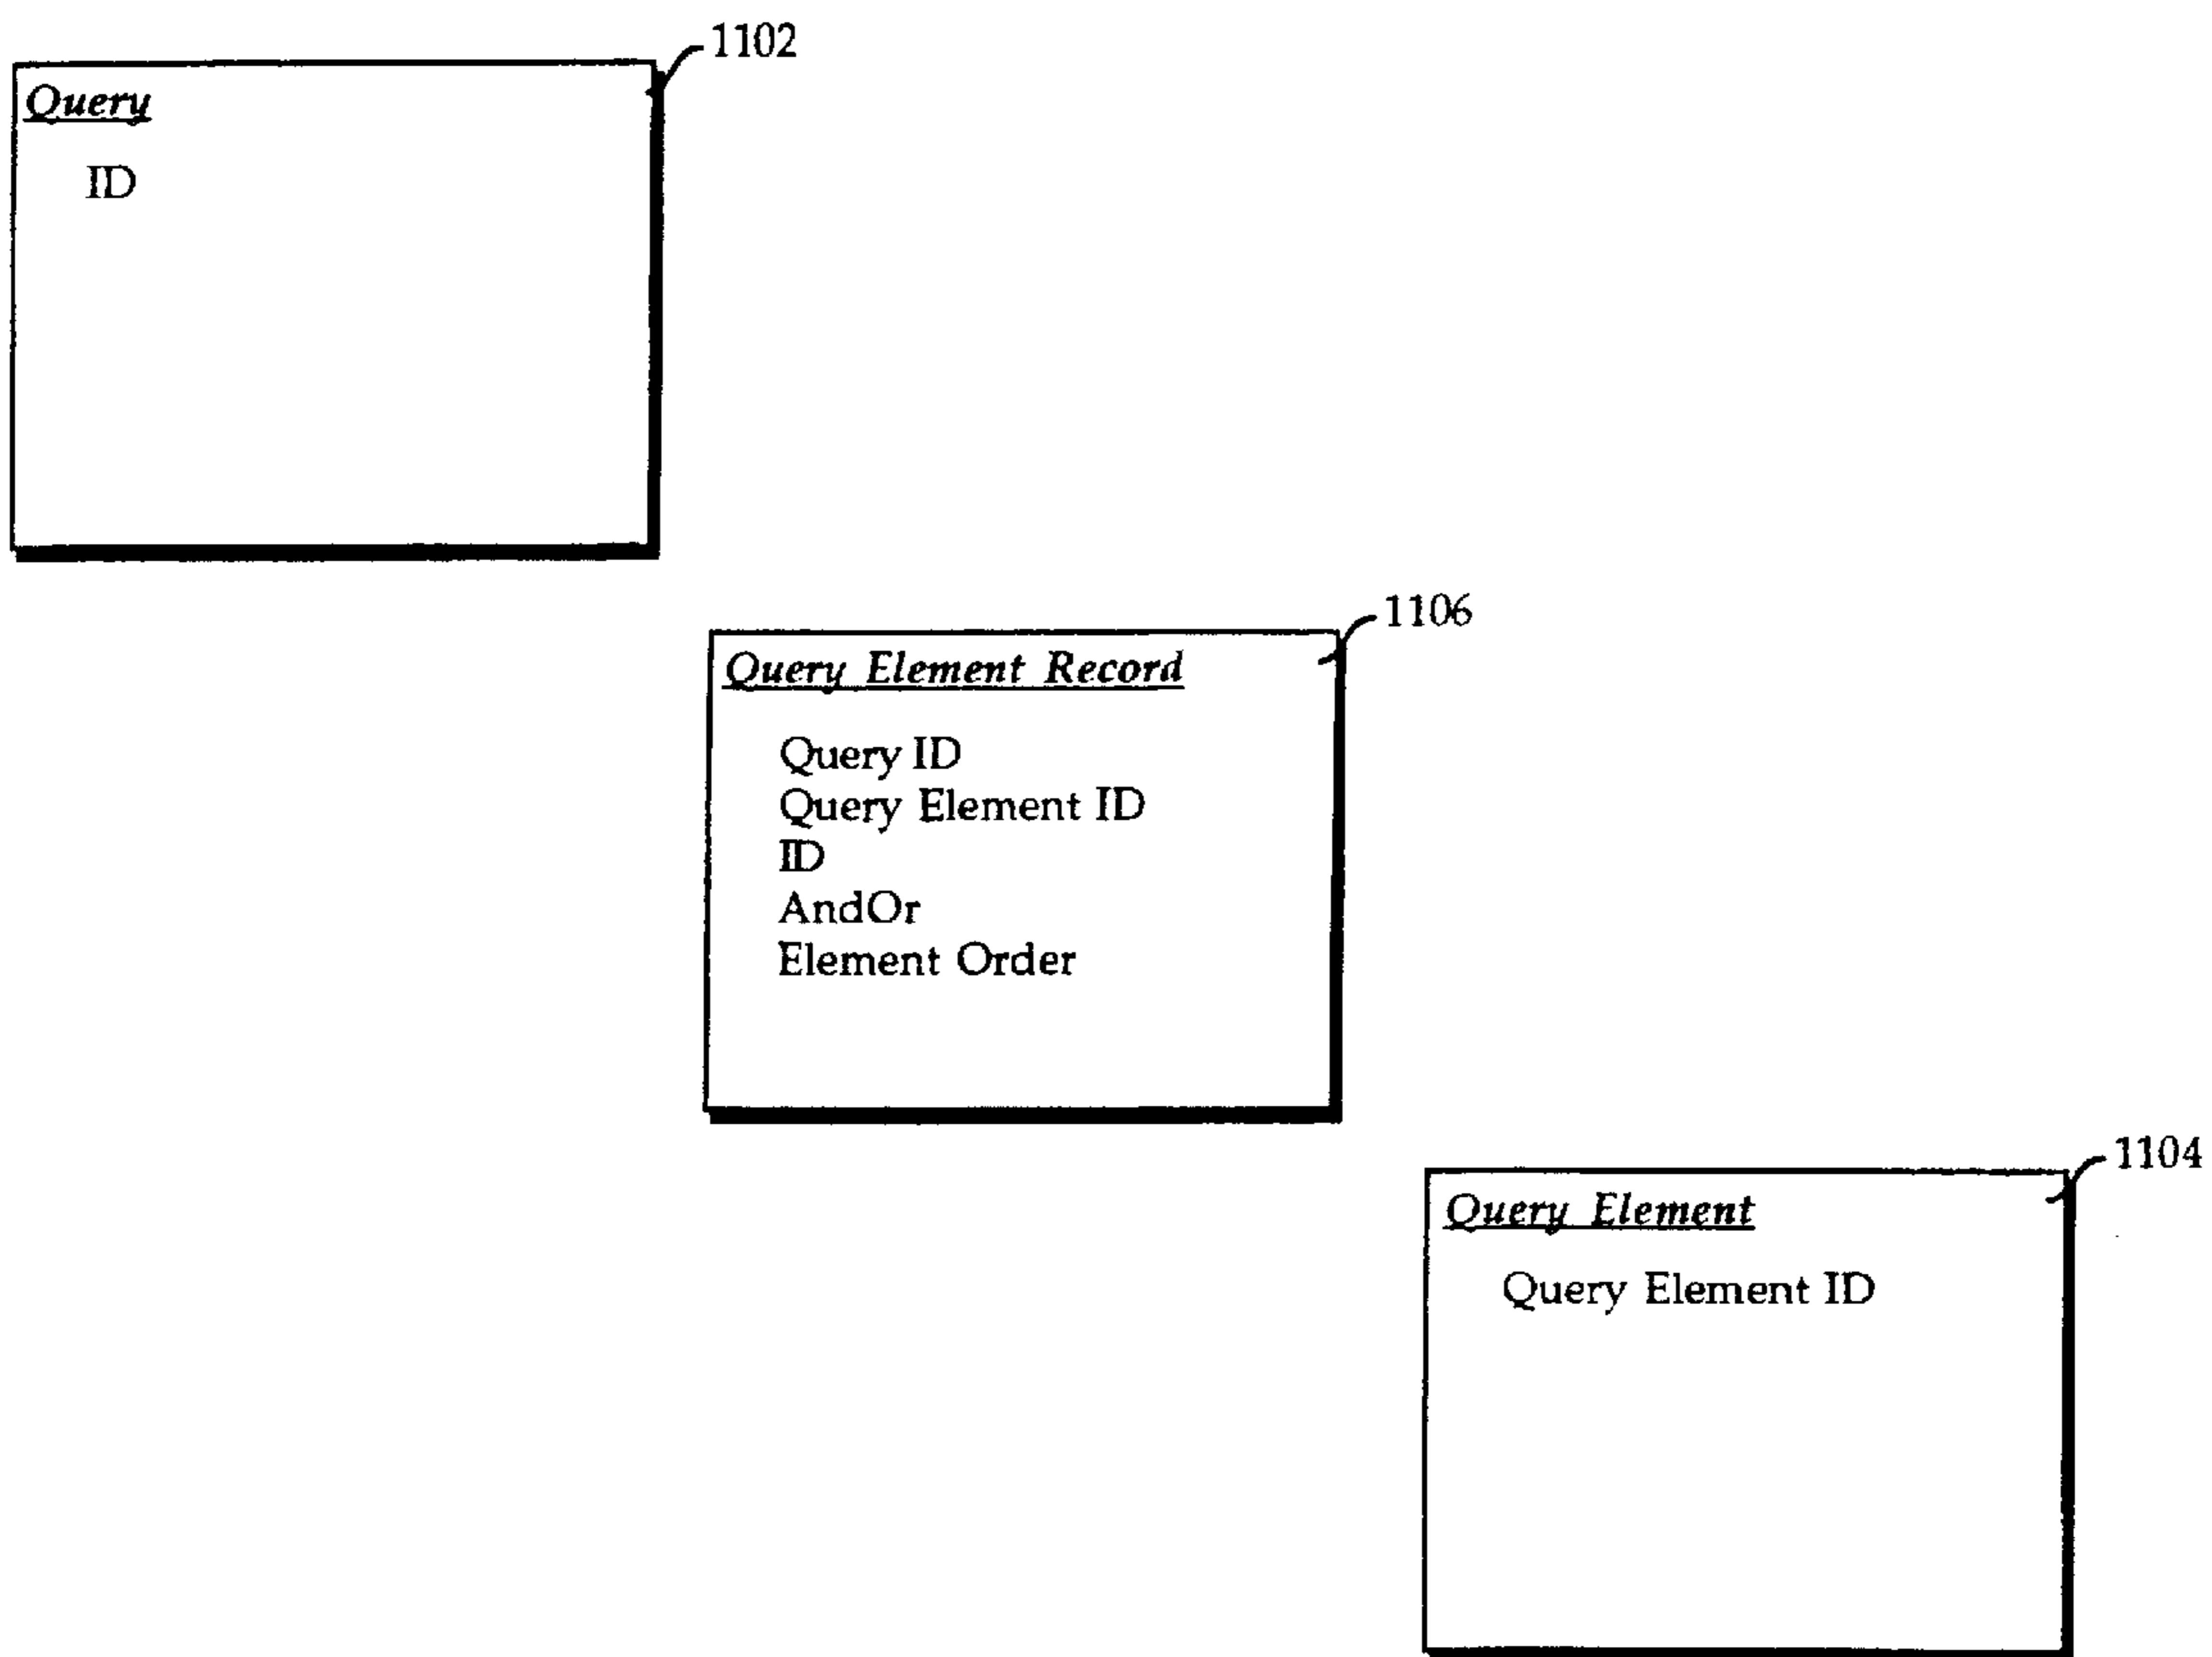 1102
Query
ID
1106
Query Element Record
Query ID
Query Element ID
ID
AndOr
Element Order
1104
Query Element
Query Element ID